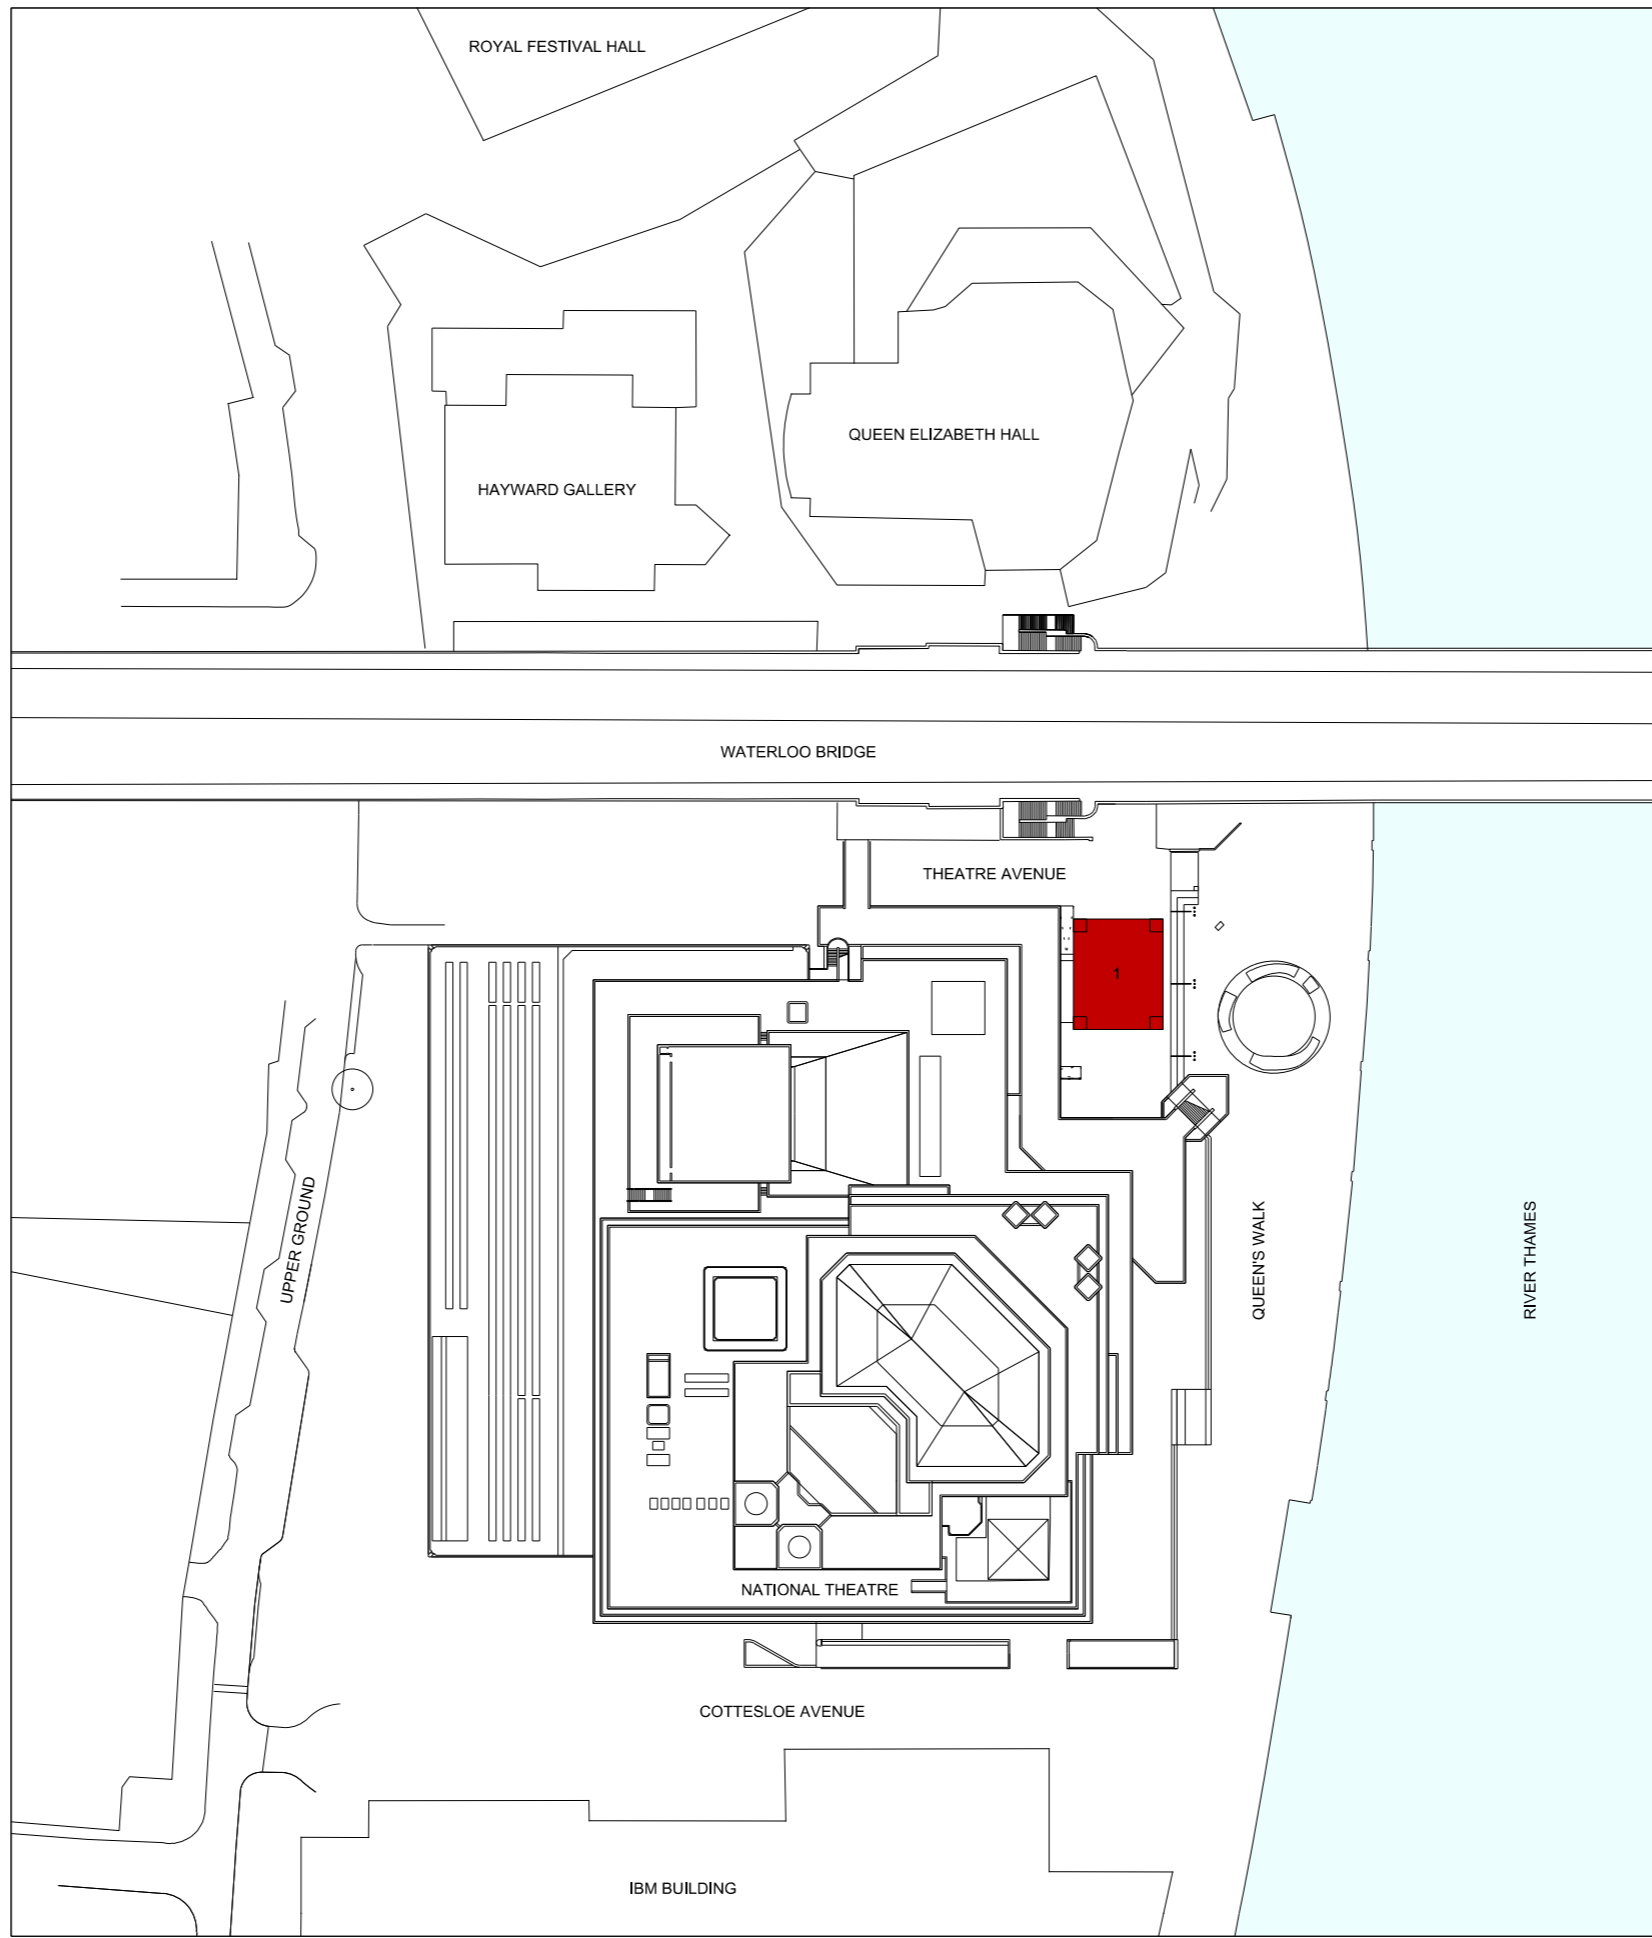 ROYAL FESTIVAL HALL
QUEEN ELIZABETH HALL
HAYWARD GALLERY
WATERLOO BRIDGE
THEATRE AVENUE
1
UPPER GROUND
QUEEN'S WALK
RIVER THAMES
NATIONAL THEATRE
COTTESLOE AVENUE
IBM BUILDING